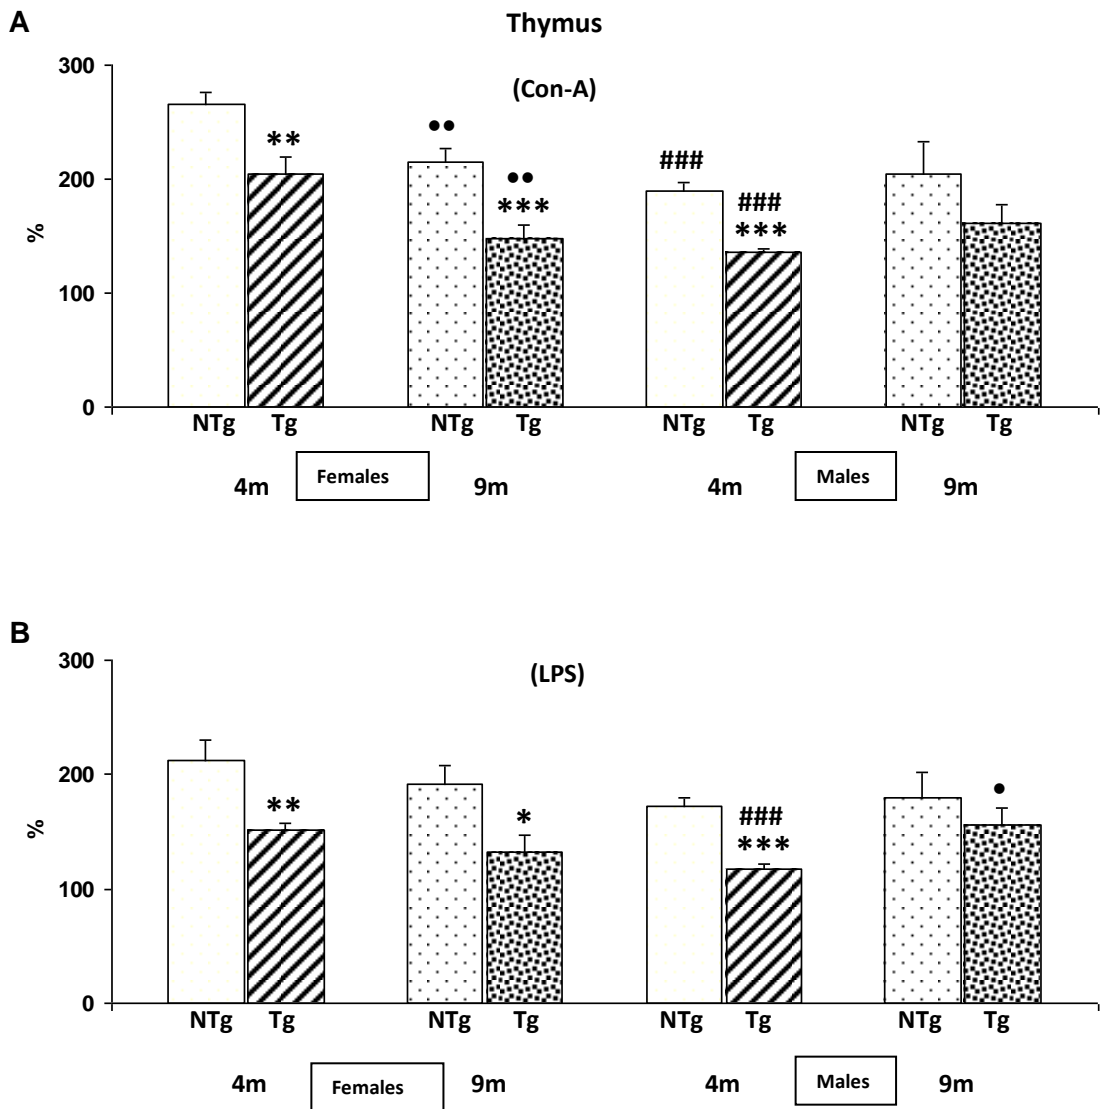 A
Thymus
(Con-A)
300
200
100
0
%
**
••
••
***
###
###
***
NTg Tg NTg Tg NTg Tg NTg Tg
4m Females 9m 4m Males 9m
B
(LPS)
300
200
100
0
%
**
*
###
***
•
NTg Tg NTg Tg NTg Tg NTg Tg
4m Females 9m 4m Males 9m